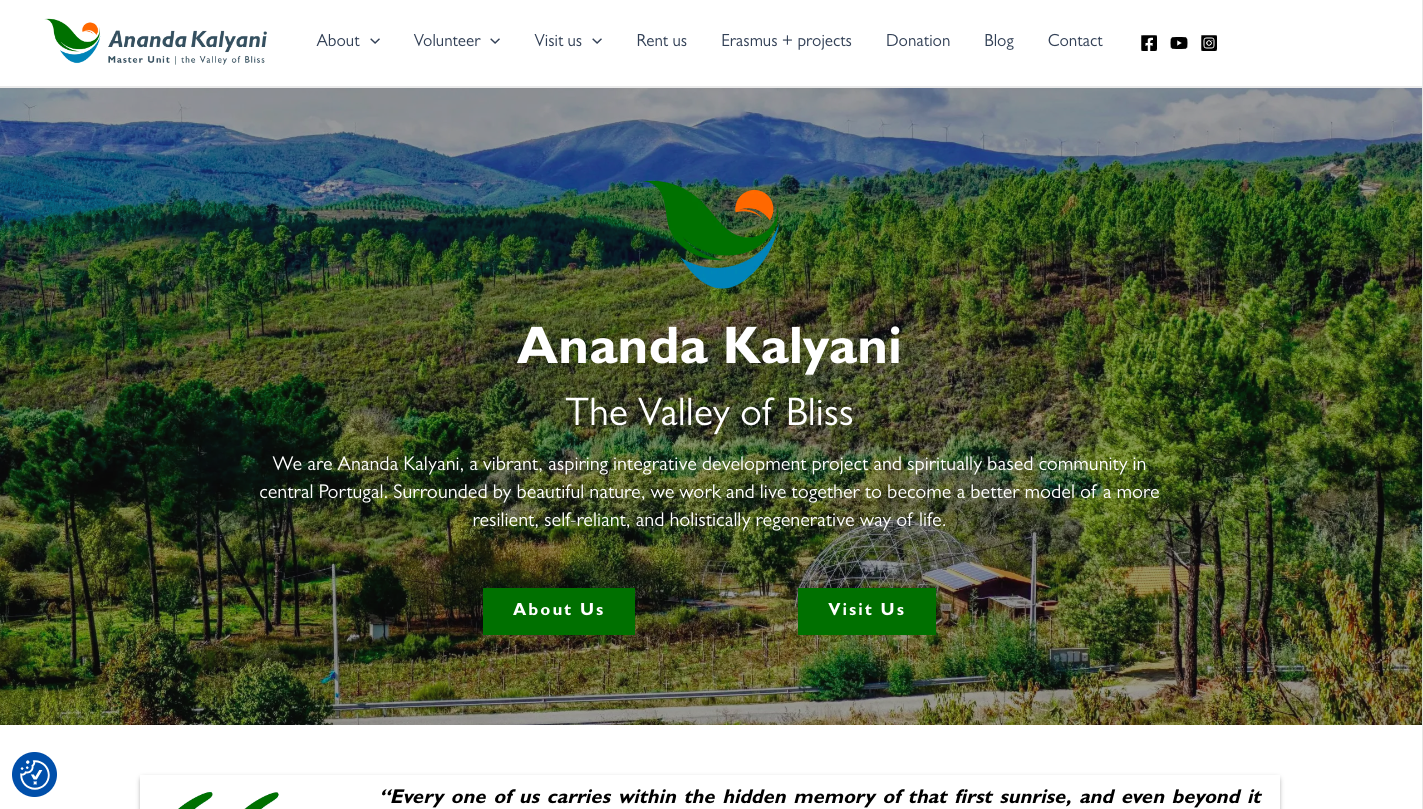 Ananda Kalyani
Master Unit | the Valley of Bliss
About
Volunteer
Visit us
Rent us
Erasmus + projects
Donation
Blog
Contact
Ananda Kalyani
The Valley of Bliss
We are Ananda Kalyani, a vibrant, aspiring integrative development project and spiritually based community in
central Portugal. Surrounded by beautiful nature, we work and live together to become a better model of a more
resilient, self-reliant, and holistically regenerative way of life.
About Us
Visit Us
“Every one of us carries within the hidden memory of that first sunrise, and even beyond it